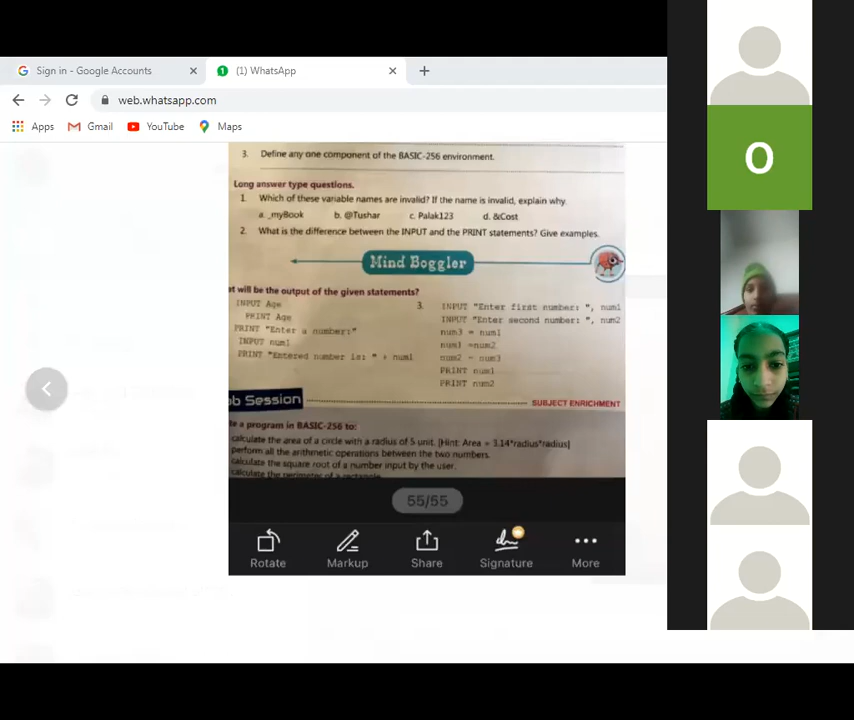 Sign in - Google Accounts
(1) WhatsApp
web.whatsapp.com
Apps
Gmail
YouTube
Maps
O
3. Define any one component of the BASIC-256 environment.
Long answer type questions.
1. Which of these variable names are invalid? If the name is invalid, explain why.
a. _myBook b. @Tushar c. Palak123 d. &Cost
2. What is the difference between the INPUT and the PRINT statements? Give examples.
Mind Boggler
will be the output of the given statements?
INPUT Age
PRINT Age
PRINT "Enter a number:"
INPUT num1
PRINT "Entered number is: " + num1
3. INPUT "Enter first number: ", num1
INPUT "Enter second number: ", num2
num3 = num1
num1 =num2
num2 = num3
PRINT num1
PRINT num2
Session
SUBJECT ENRICHMENT
a program in BASIC-256 to:
calculate the area of a circle with a radius of 5 unit. [Hint: Area = 3.14*radius*radius]
perform all the arithmetic operations between the two numbers.
calculate the square root of a number input by the user.
calculate the perimeter of a rectangle.
55/55
Rotate
Markup
Share
Signature
More